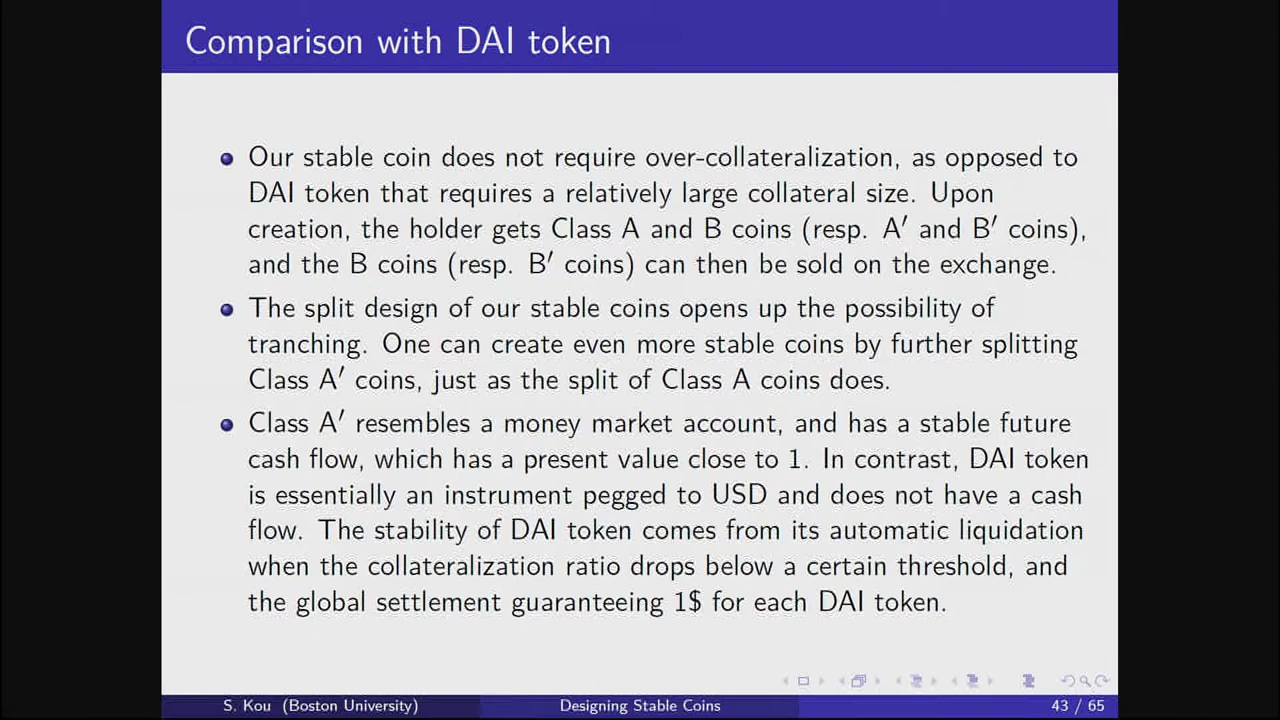 Comparison with DAI token
Our stable coin does not require over-collateralization, as opposed to
DAI token that requires a relatively large collateral size. Upon
creation, the holder gets Class A and B coins (resp. A′ and B′ coins),
and the B coins (resp. B′ coins) can then be sold on the exchange.
The split design of our stable coins opens up the possibility of
tranching. One can create even more stable coins by further splitting
Class A′ coins, just as the split of Class A coins does.
Class A′ resembles a money market account, and has a stable future
cash flow, which has a present value close to 1. In contrast, DAI token
is essentially an instrument pegged to USD and does not have a cash
flow. The stability of DAI token comes from its automatic liquidation
when the collateralization ratio drops below a certain threshold, and
the global settlement guaranteeing 1$ for each DAI token.
S. Kou (Boston University) Designing Stable Coins 43 / 65